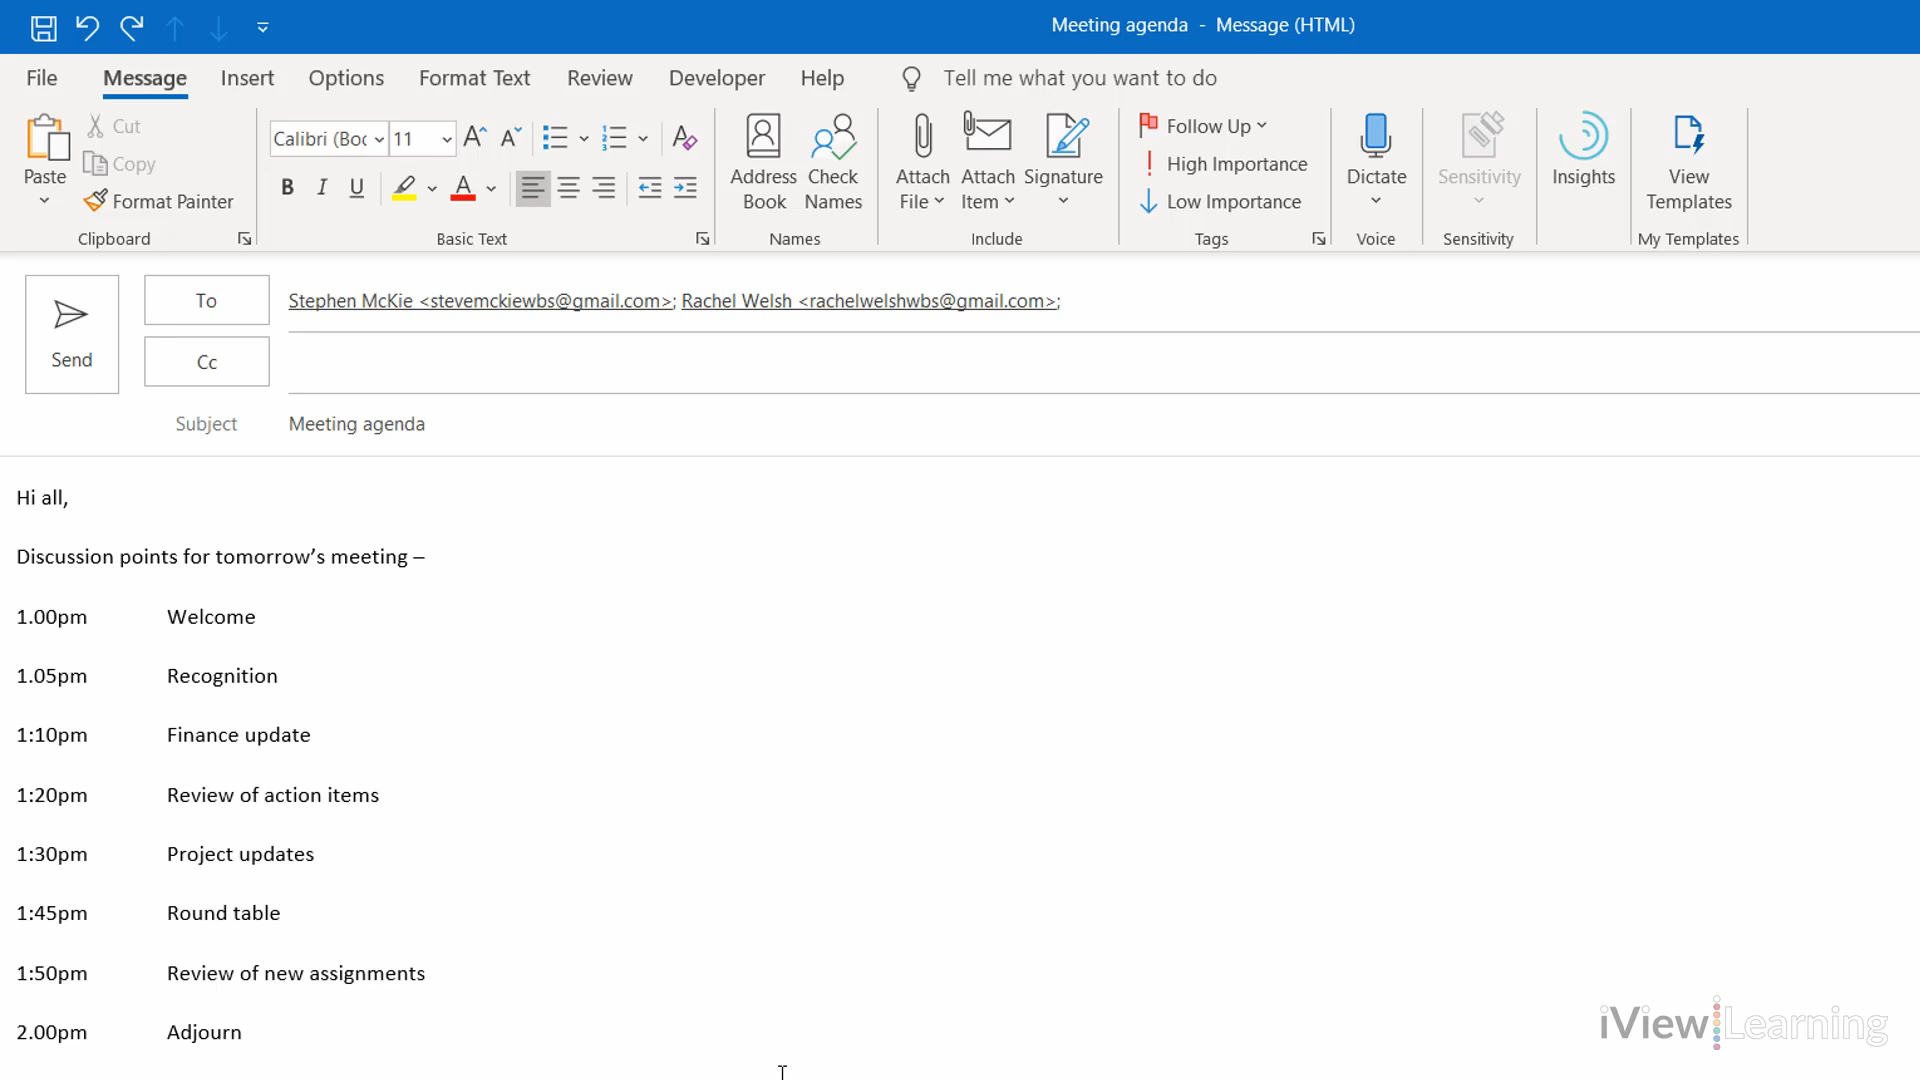 Meeting agenda - Message (HTML)
File Message Insert Options Format Text Review Developer Help Tell me what you want to do
Paste
Cut
Copy
Format Painter
Clipboard
Calibri (Boc 11
B I U A
Basic Text
Address Book
Check Names
Names
Attach File
Attach Item
Signature
Include
Follow Up
High Importance
Low Importance
Tags
Dictate
Voice
Sensitivity
Sensitivity
Insights
View Templates
My Templates
Send
To Stephen McKie <stevemckiewbs@gmail.com>; Rachel Welsh <rachelwelshwbs@gmail.com>;
Cc
Subject Meeting agenda
Hi all,
Discussion points for tomorrow’s meeting –
1.00pm Welcome
1.05pm Recognition
1:10pm Finance update
1:20pm Review of action items
1:30pm Project updates
1:45pm Round table
1:50pm Review of new assignments
2.00pm Adjourn
iView Learning